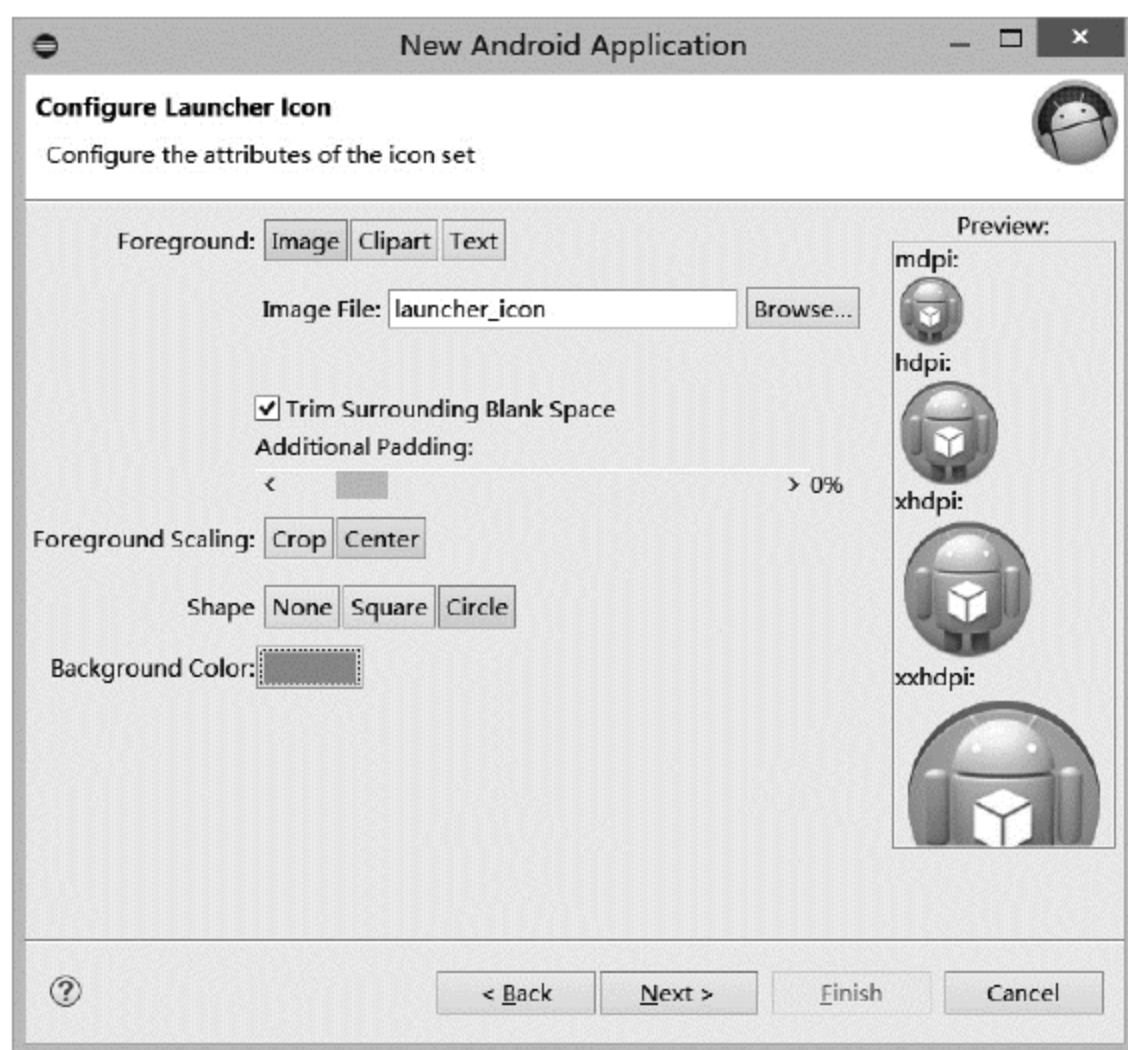 New Android Application
Configure Launcher Icon
Configure the attributes of the icon set
Foreground: Image Clipart Text
Image File: launcher_icon Browse...
Trim Surrounding Blank Space
Additional Padding:
< > 0%
Foreground Scaling: Crop Center
Shape None Square Circle
Background Color:
Preview:
mdpi:
hdpi:
xhdpi:
xxhdpi:
? < Back Next > Finish Cancel